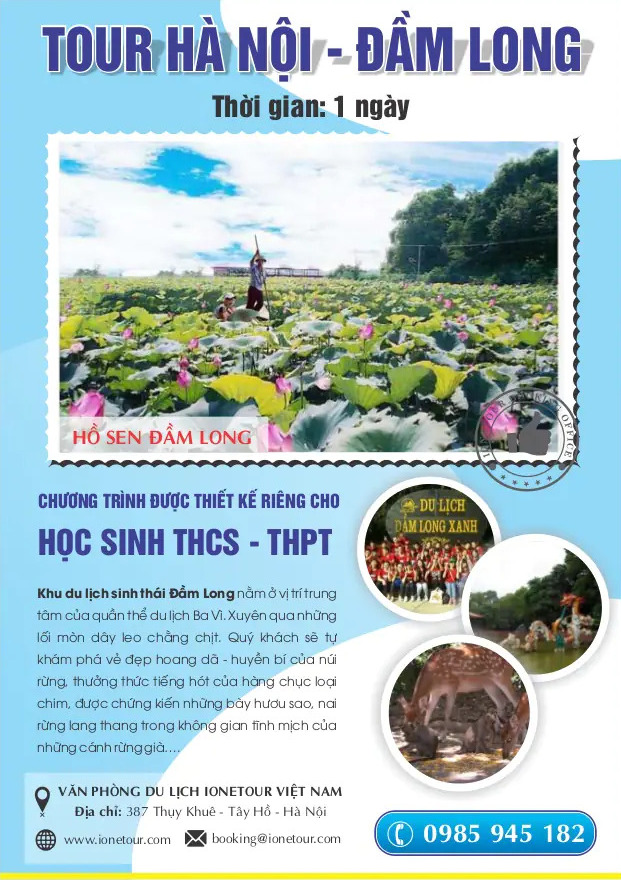 TOUR HÀ NỘI - ĐẦM LONG
Thời gian: 1 ngày
HỒ SEN ĐẦM LONG
CHƯƠNG TRÌNH ĐƯỢC THIẾT KẾ RIÊNG CHO
HỌC SINH THCS - THPT
DU LỊCH
ĐẦM LONG XANH
Khu du lịch sinh thái Đầm Long nằm ở vị trí trung
tâm của quần thể du lịch Ba Vì. Xuyên qua những
lối mòn dây leo chằng chịt. Quý khách sẽ tự
khám phá vẻ đẹp hoang dã - huyền bí của núi
rừng, thưởng thức tiếng hót của hàng chục loại
chim, được chứng kiến những bày hươu sao, nai
rừng lang thang trong không gian tĩnh mịch của
những cánh rừng già....
VĂN PHÒNG DU LỊCH IONETOUR VIỆT NAM
Địa chỉ: 387 Thụy Khuê - Tây Hồ - Hà Nội
www.ionetour.com booking@ionetour.com
0985 945 182